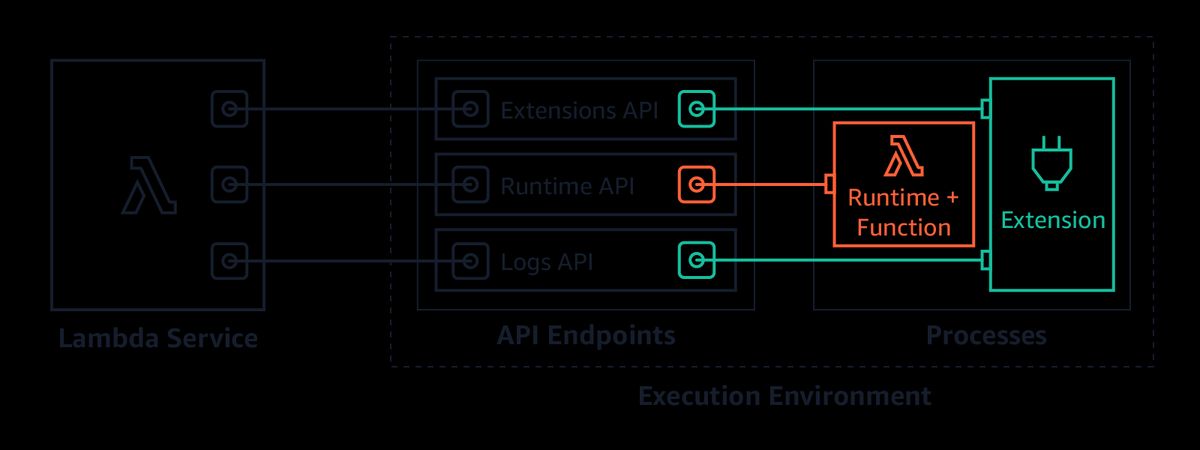 Extensions API
Runtime API
Logs API
Runtime +
Function
Extension
Lambda Service
API Endpoints
Processes
Execution Environment